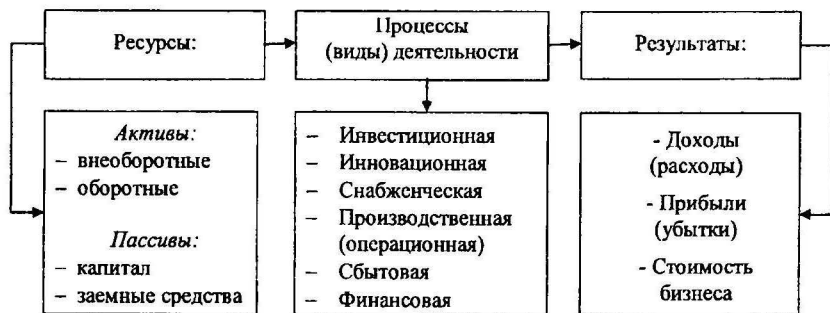 Ресурсы:
Процессы
(виды) деятельности
Результаты:
Активы:
– внеоборотные
– оборотные
Пассивы:
– капитал
– заемные средства
– Инвестиционная
– Инновационная
– Снабженческая
– Производственная
(операционная)
– Сбытовая
– Финансовая
- Доходы
(расходы)
- Прибыли
(убытки)
- Стоимость
бизнеса